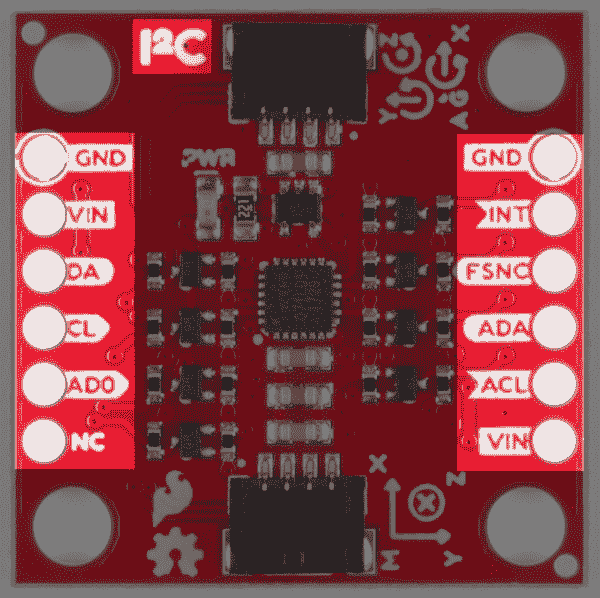 I²C
Z
X
Y
A
G
GND
GND
PWR
VIN
INT
221
DA
FSNC
CL
ADA
AD0
ACL
NC
VIN
X
Z
M
Y